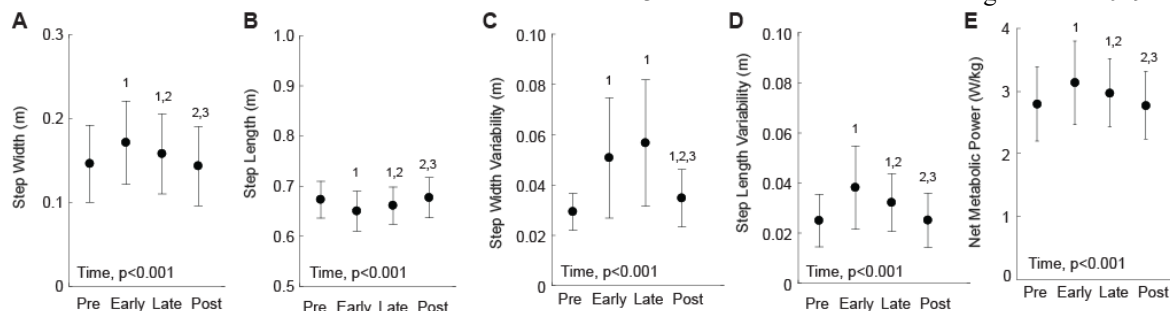 A
Step Width (m)
0.3
0.2
0.1
0
1
1,2
2,3
Time, p<0.001
Pre Early Late Post
B
Step Length (m)
1.0
0.9
0.8
0.7
0.6
0.5
1
1,2
2,3
Time, p<0.001
Pre Early Late Post
C
Step Width Variability (m)
0.10
0.08
0.06
0.04
0.02
0
1
1
1,2,3
Time, p<0.001
Pre Early Late Post
D
Step Length Variability (m)
0.10
0.08
0.06
0.04
0.02
0
1
1,2
2,3
Time, p<0.001
Pre Early Late Post
E
Net Metabolic Power (W/kg)
4
3
2
1
0
1
1,2
2,3
Time, p<0.001
Pre Early Late Post